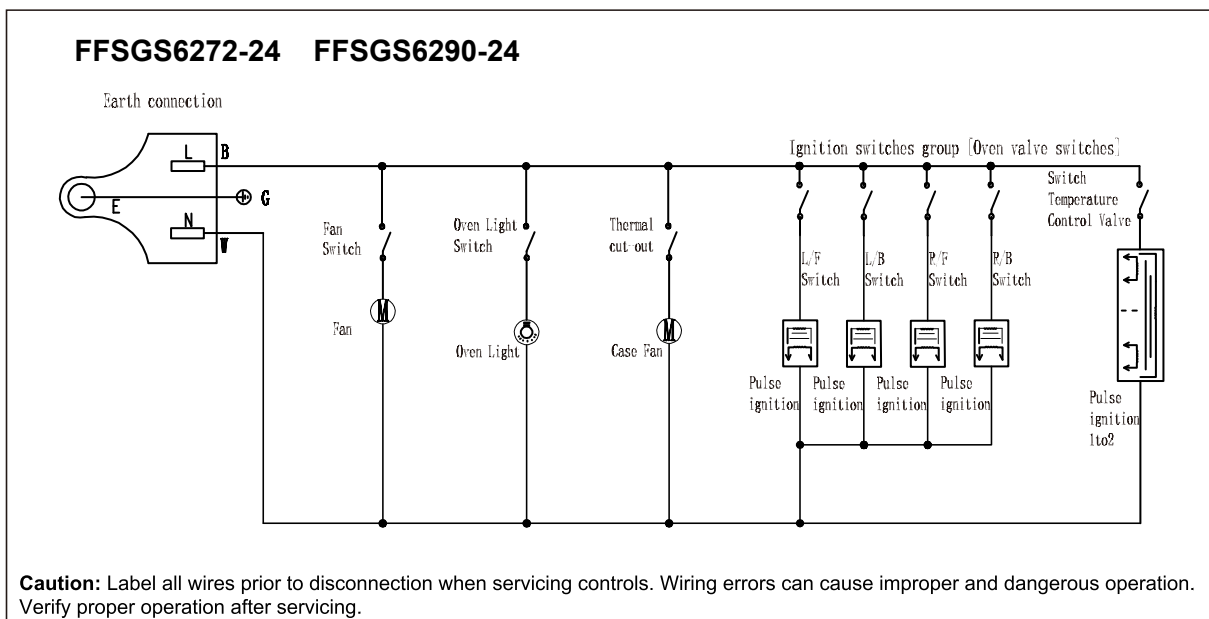 FFSGS6272-24 FFSGS6290-24
Earth connection
L B
E G
N W
Ignition switches group [Oven valve switches]
Fan
Switch
Oven Light
Switch
Thermal
cut-out
L/F
Switch
L/B
Switch
R/F
Switch
R/B
Switch
Switch
Temperature
Control Valve
M
Fan
Oven Light
M
Case Fan
Pulse
ignition
Pulse
ignition
Pulse
ignition
Pulse
ignition
Pulse
ignition
1to2
Caution: Label all wires prior to disconnection when servicing controls. Wiring errors can cause improper and dangerous operation.
Verify proper operation after servicing.